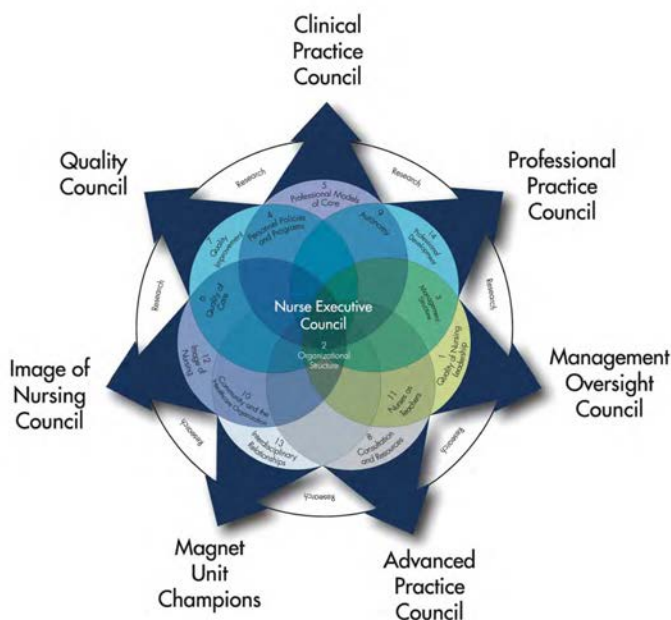 Clinical
Practice
Council
Quality
Council
Professional
Practice
Council
Research
Research
5
Professional Models
of Care
4
Personnel Policies
and Programs
9
Autonomy
7
Quality
Improvement
14
Professional
Development
Research
Research
6
Quality of
Care
3
Management
Structure
Nurse Executive
Council
2
Organizational
Structure
Image of
Nursing
Council
12
Image of
Nursing
1
Quality of Nursing
Leadership
Management
Oversight
Council
10
Community and the
Healthcare Organization
11
Nurses as
Teachers
13
Interdisciplinary
Relationships
8
Consultation
and Resources
Research
Research
Research
Magnet
Unit
Champions
Advanced
Practice
Council